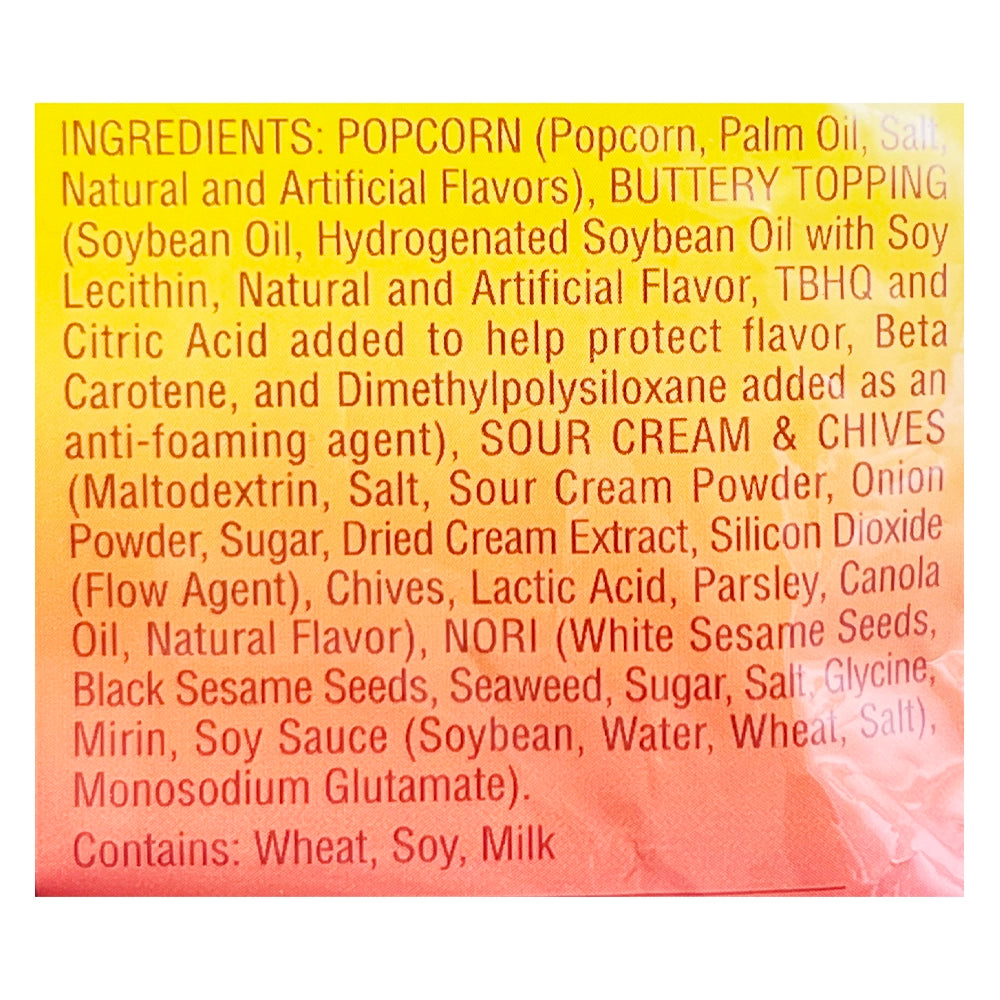 INGREDIENTS: POPCORN (Popcorn, Palm Oil, Salt,
Natural and Artificial Flavors), BUTTERY TOPPING
(Soybean Oil, Hydrogenated Soybean Oil with Soy
Lecithin, Natural and Artificial Flavor, TBHQ and
Citric Acid added to help protect flavor, Beta
Carotene, and Dimethylpolysiloxane added as an
anti-foaming agent), SOUR CREAM & CHIVES
(Maltodextrin, Salt, Sour Cream Powder, Onion
Powder, Sugar, Dried Cream Extract, Silicon Dioxide
(Flow Agent), Chives, Lactic Acid, Parsley, Canola
Oil, Natural Flavor), NORI (White Sesame Seeds,
Black Sesame Seeds, Seaweed, Sugar, Salt, Glycine,
Mirin, Soy Sauce (Soybean, Water, Wheat, Salt),
Monosodium Glutamate).
Contains: Wheat, Soy, Milk